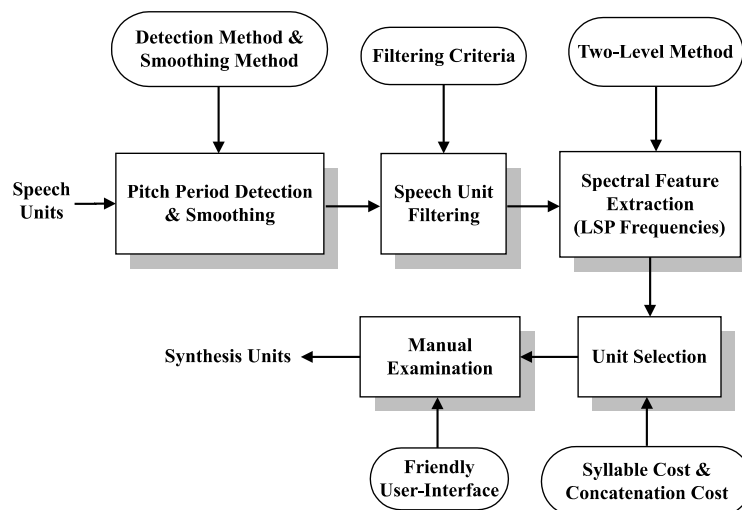 Detection Method &
Smoothing Method
Filtering Criteria
Two-Level Method
Speech
Units
Pitch Period Detection
& Smoothing
Speech Unit
Filtering
Spectral Feature
Extraction
(LSP Frequencies)
Synthesis Units
Manual
Examination
Unit Selection
Friendly
User-Interface
Syllable Cost &
Concatenation Cost